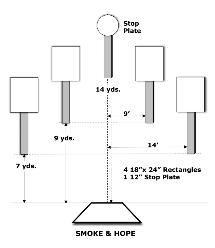 Stop
Plate
14 yds.
9'
9 yds.
14'
7 yds.
4 18"x 24" Rectangles
1 12" Stop Plate
SMOKE & HOPE